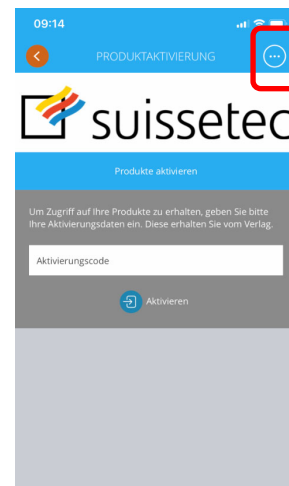 09:14
PRODUKTAKTIVIERUNG
suissetec
Produkte aktivieren
Um Zugriff auf Ihre Produkte zu erhalten, geben Sie bitte
Ihre Aktivierungsdaten ein. Diese erhalten Sie vom Verlag.
Aktivierungscode
Aktivieren